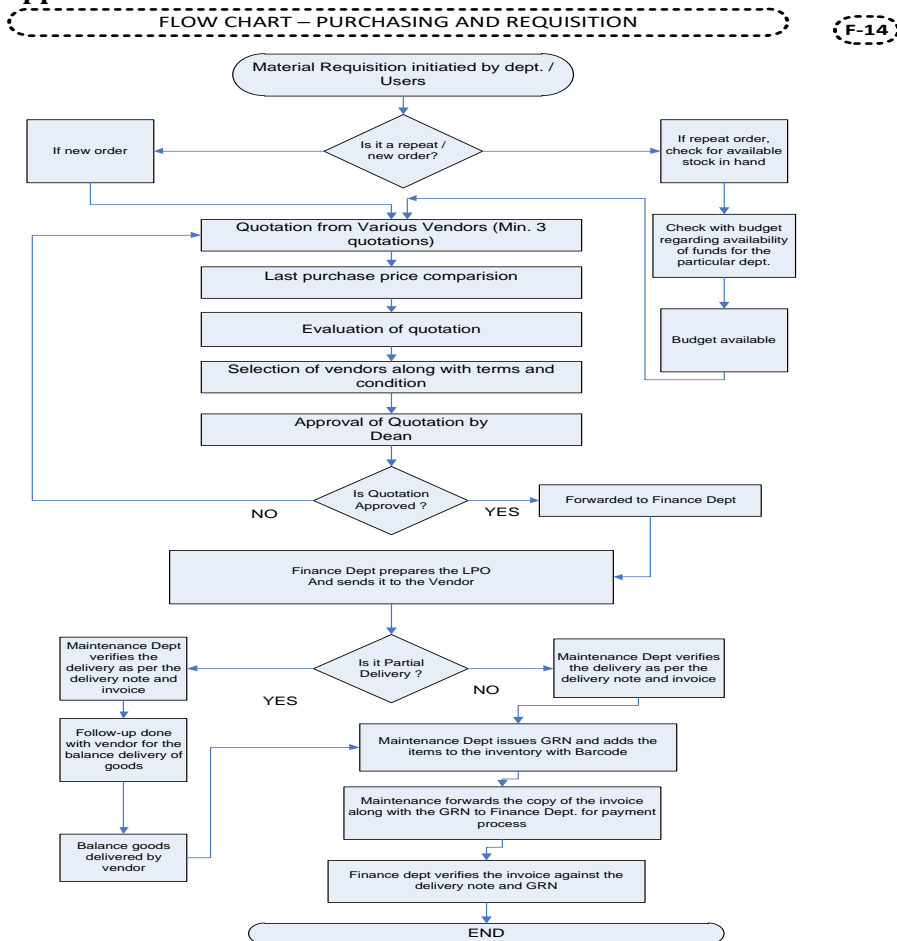 FLOW CHART – PURCHASING AND REQUISITION
F-14
Material Requisition initiatied by dept. /
Users
Is it a repeat /
new order?
If new order
If repeat order,
check for available
stock in hand
Check with budget
regarding availability
of funds for the
particular dept.
Budget available
Quotation from Various Vendors (Min. 3
quotations)
Last purchase price comparision
Evaluation of quotation
Selection of vendors along with terms and
condition
Approval of Quotation by
Dean
Is Quotation
Approved ?
NO
YES
Forwarded to Finance Dept
Finance Dept prepares the LPO
And sends it to the Vendor
Is it Partial
Delivery ?
YES
NO
Maintenance Dept
verifies the
delivery as per the
delivery note and
invoice
Maintenance Dept verifies
the delivery as per the
delivery note and invoice
Follow-up done
with vendor for the
balance delivery of
goods
Balance goods
delivered by
vendor
Maintenance Dept issues GRN and adds the
items to the inventory with Barcode
Maintenance forwards the copy of the invoice
along with the GRN to Finance Dept. for payment
process
Finance dept verifies the invoice against the
delivery note and GRN
END